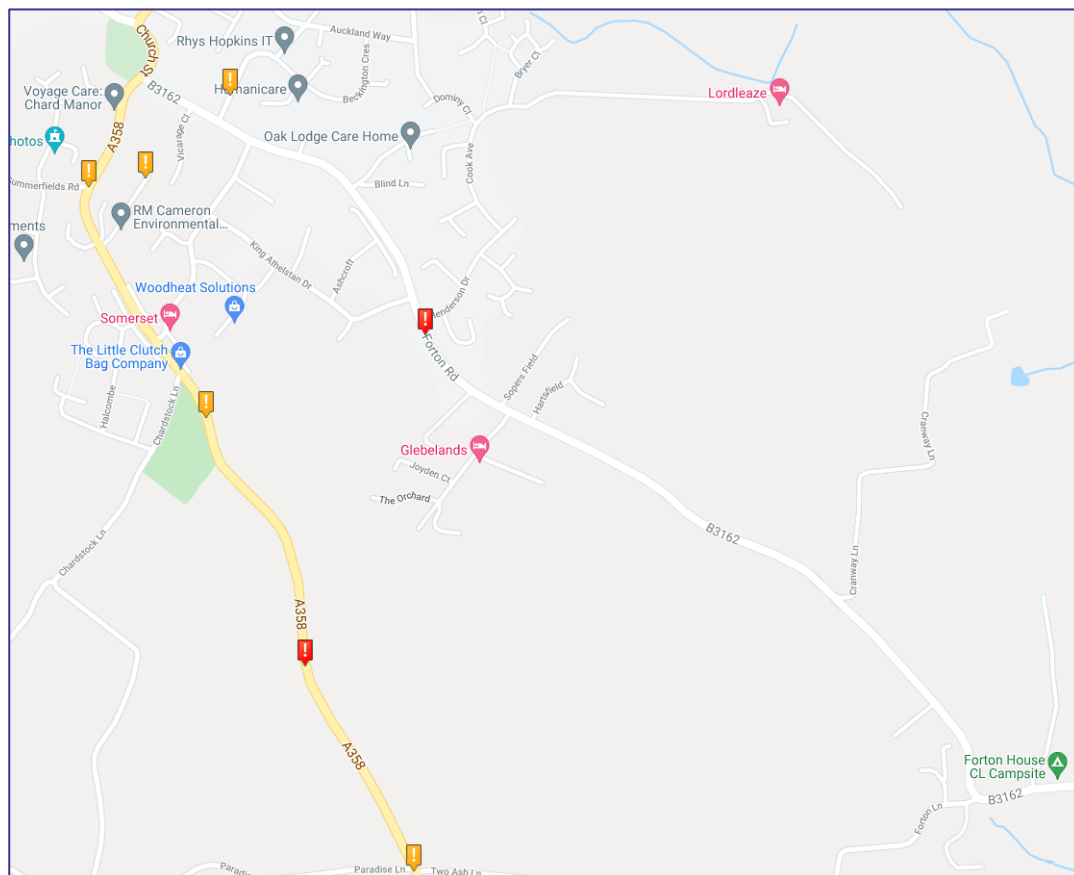 Auckland Way
Church St
Rhys Hopkins IT
Bryer Ct
B3162
Humanicare
Beckington Cres
Voyage Care:
Chard Manor
Dominy Cl
Lordleaze
A358
Vicarage Cl
Oak Lodge Care Home
hotos
Cook Ave
ummerfields Rd
Blind Ln
RM Cameron
Environmental...
ments
King Athelstan Dr
Ashcroft
Henderson Dr
Woodheat Solutions
Somerset
The Little Clutch
Bag Company
Forton Rd
Sopers Field
Hartsfield
Halcombe
Chardstock Ln
Cranway Ln
Glebelands
Joyden Ct
The Orchard
B3162
Chardstock Ln
Cranway Ln
A358
A358
Forton House
CL Campsite
B3162
Forton Ln
Paradise Ln
Two Ash Ln